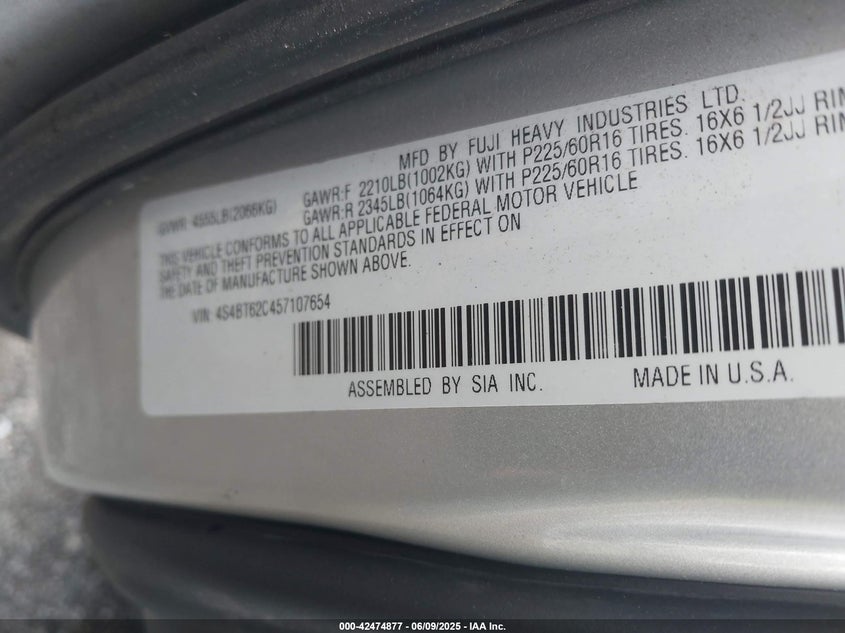 MFD BY FUJI HEAVY INDUSTRIES LTD.
GVWR 4555LB(2066KG) GAWR:F 2210LB(1002KG) WITH P225/60R16 TIRES. 16X6 1/2JJ RIN
GAWR:R 2345LB(1064KG) WITH P225/60R16 TIRES. 16X6 1/2JJ RIN
THIS VEHICLE CONFORMS TO ALL APPLICABLE FEDERAL MOTOR VEHICLE
SAFETY AND THEFT PREVENTION STANDARDS IN EFFECT ON
THE DATE OF MANUFACTURE SHOWN ABOVE.
VIN: 4S4BT62C457107654
ASSEMBLED BY SIA INC. MADE IN U.S.A.
000-42474877 | 06/09/2025 - IAA Inc.